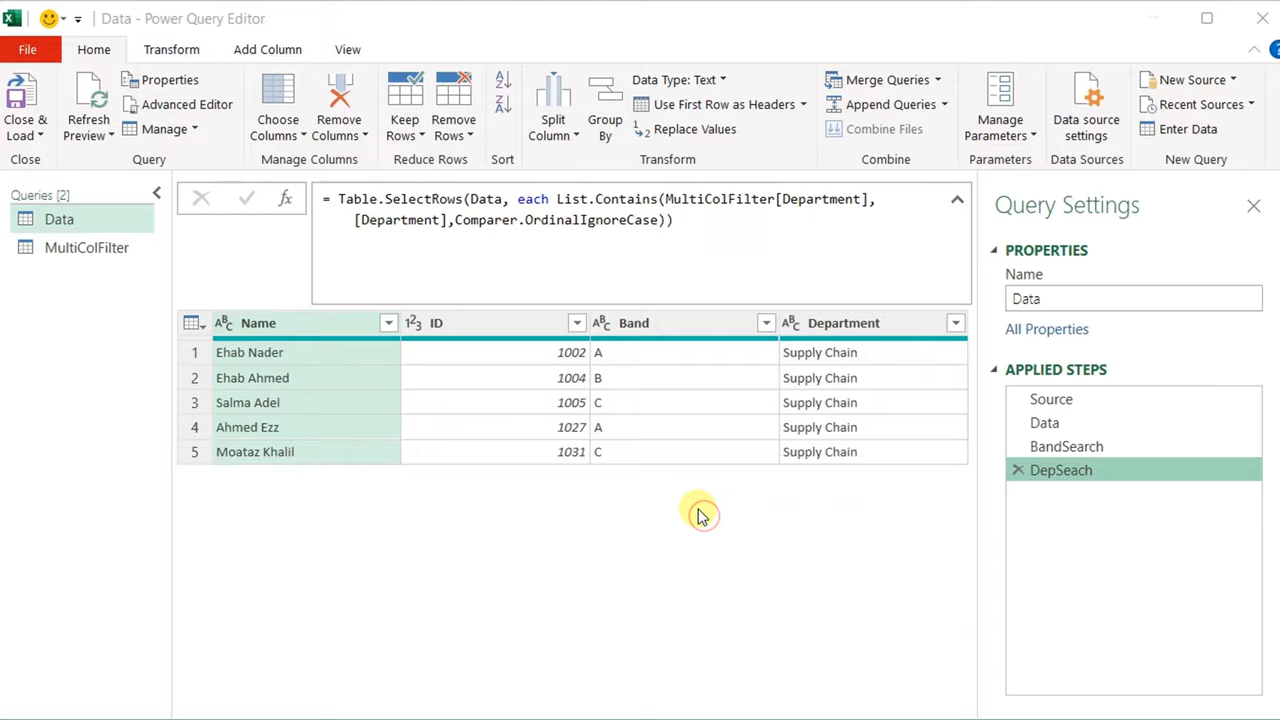 Data - Power Query Editor
File
Home
Transform
Add Column
View
Close & Load
Close
Refresh Preview
Properties
Advanced Editor
Manage
Query
Choose Columns
Remove Columns
Manage Columns
Keep Rows
Remove Rows
Reduce Rows
Sort
Split Column
Group By
Data Type: Text
Use First Row as Headers
Replace Values
Transform
Merge Queries
Append Queries
Combine Files
Combine
Manage Parameters
Parameters
Data source settings
Data Sources
New Source
Recent Sources
Enter Data
New Query
Queries [2]
Data
MultiColFilter
fx
= Table.SelectRows(Data, each List.Contains(MultiColFilter[Department],
[Department],Comparer.OrdinalIgnoreCase))
Name ID Band Department
1 Ehab Nader 1002 A Supply Chain
2 Ehab Ahmed 1004 B Supply Chain
3 Salma Adel 1005 C Supply Chain
4 Ahmed Ezz 1027 A Supply Chain
5 Moataz Khalil 1031 C Supply Chain
Query Settings
PROPERTIES
Name
Data
All Properties
APPLIED STEPS
Source
Data
BandSearch
DepSeach